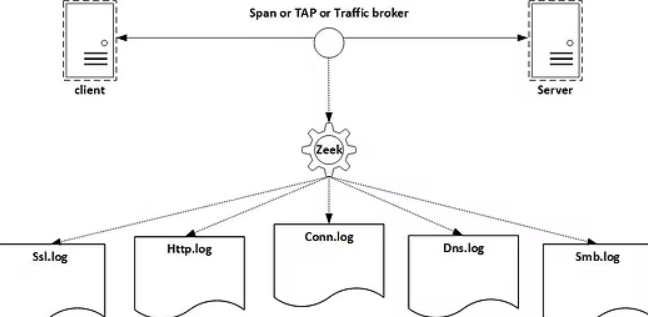 Span or TAP or Traffic broker
client
Server
Zeek
Ssl.log
Http.log
Conn.log
Dns.log
Smb.log